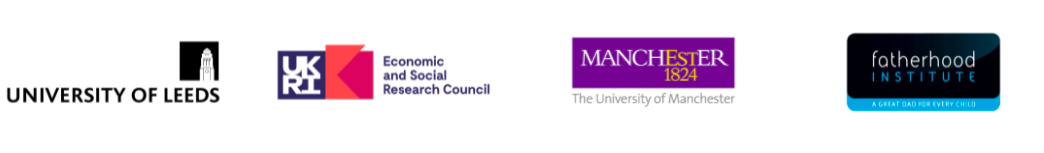 UNIVERSITY OF LEEDS
UK
RI
Economic
and Social
Research Council
MANCHESTER
1824
The University of Manchester
fatherhood
INSTITUTE
A GREAT DAD FOR EVERY CHILD